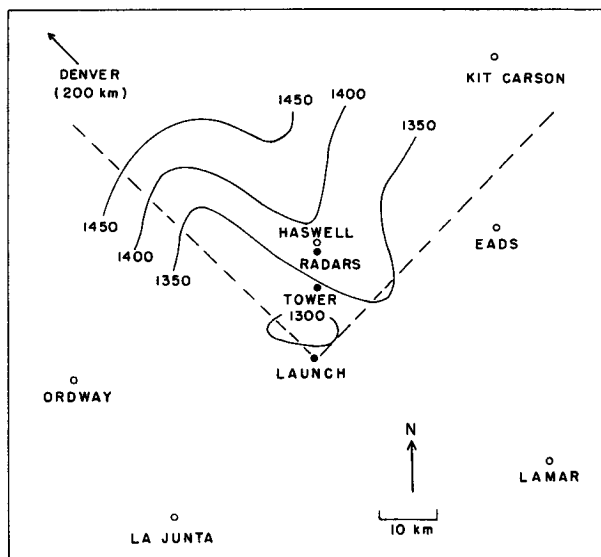 DENVER
(200 km)
KIT CARSON
1450
1400
1350
1450
HASWELL
EADS
1400
RADARS
1350
TOWER
1300
LAUNCH
ORDWAY
N
LAMAR
LA JUNTA
10 km